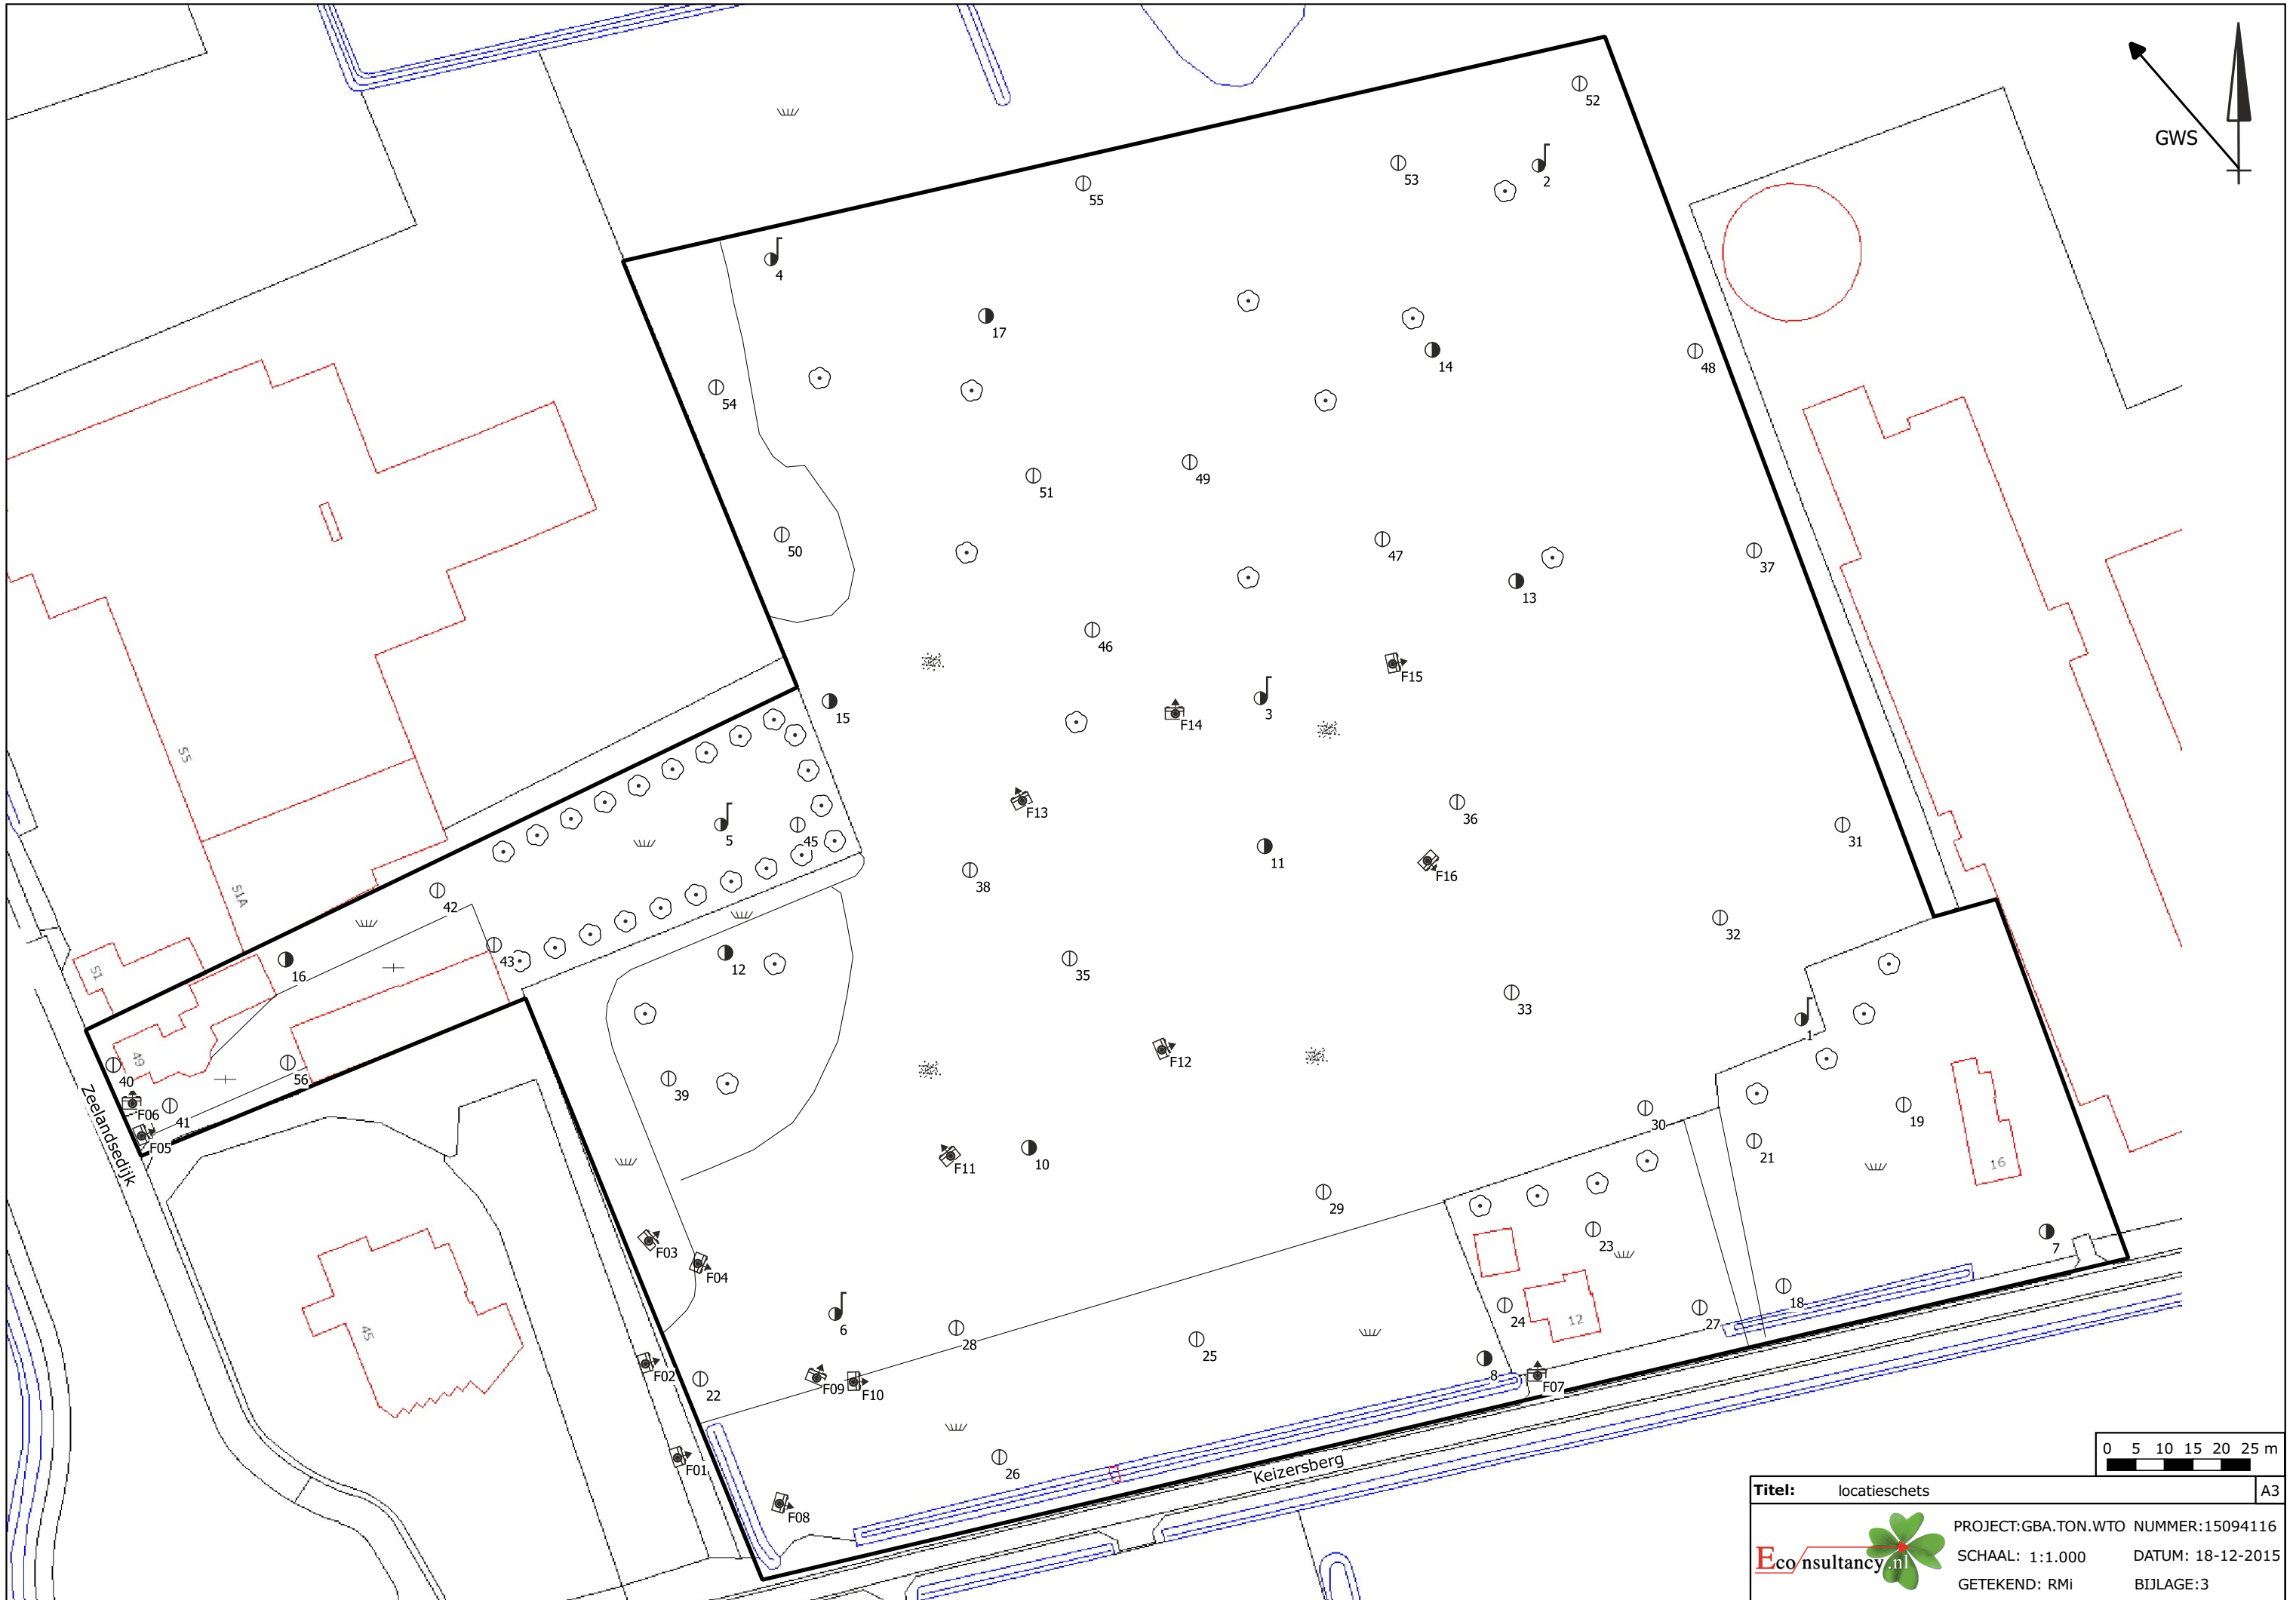 52
GWS
53
2
55
4
17
14
48
54
51
49
50
47
37
13
46
F15
15
F14
3
55
F13
36
5
45
31
11
F16
38
51A
42
32
43
12
35
51
16
33
1
49
F12
40
56
39
F06
41
19
30
F05
Zeelandsedijk
21
F11
10
16
29
F03
23
7
F04
18
24
12
27
6
45
28
25
F02
22
F09
F10
8
F07
F01
26
Keizersberg
F08
0 5 10 15 20 25 m
Titel: locatieschets A3
PROJECT:GBA.TON.WTO NUMMER:15094116
Econsultancy.nl
SCHAAL: 1:1.000 DATUM: 18-12-2015
GETEKEND: RMi BIJLAGE:3